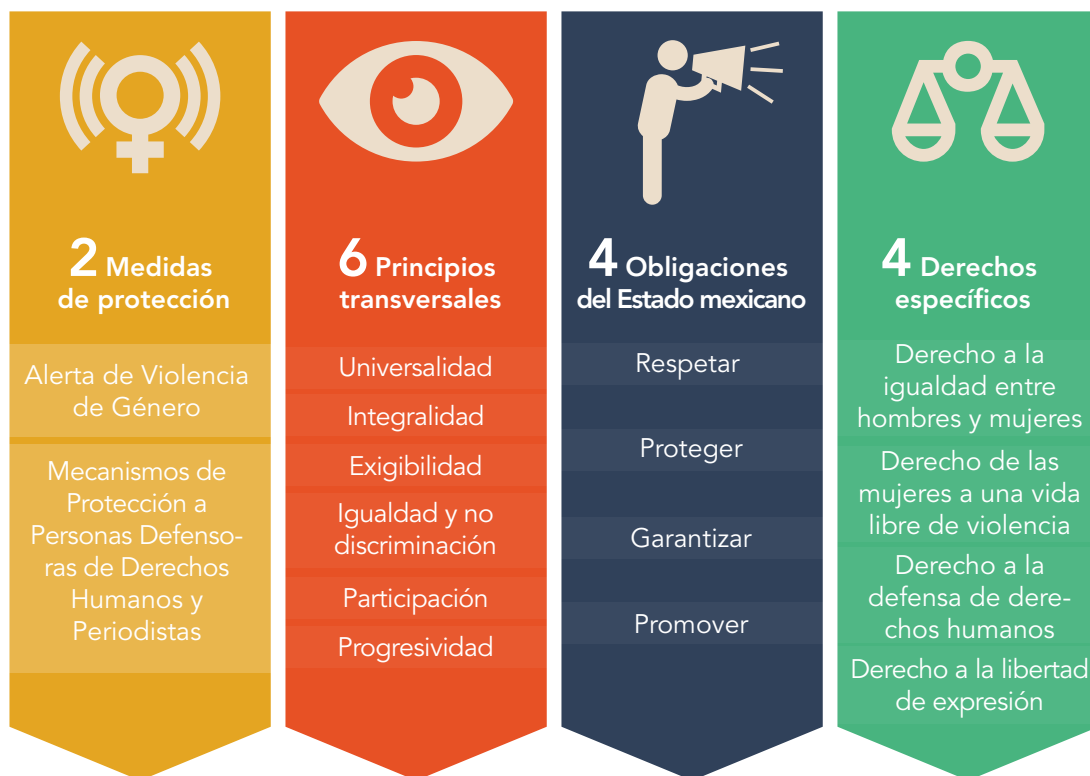 2 Medidas
de protección
Alerta de Violencia
de Género
Mecanismos de
Protección a
Personas Defenso-
ras de Derechos
Humanos y
Periodistas
6 Principios
transversales
Universalidad
Integralidad
Exigibilidad
Igualdad y no
discriminación
Participación
Progresividad
4 Obligaciones
del Estado mexicano
Respetar
Proteger
Garantizar
Promover
4 Derechos
específicos
Derecho a la
igualdad entre
hombres y mujeres
Derecho de las
mujeres a una vida
libre de violencia
Derecho a la
defensa de dere-
chos humanos
Derecho a la libertad
de expresión